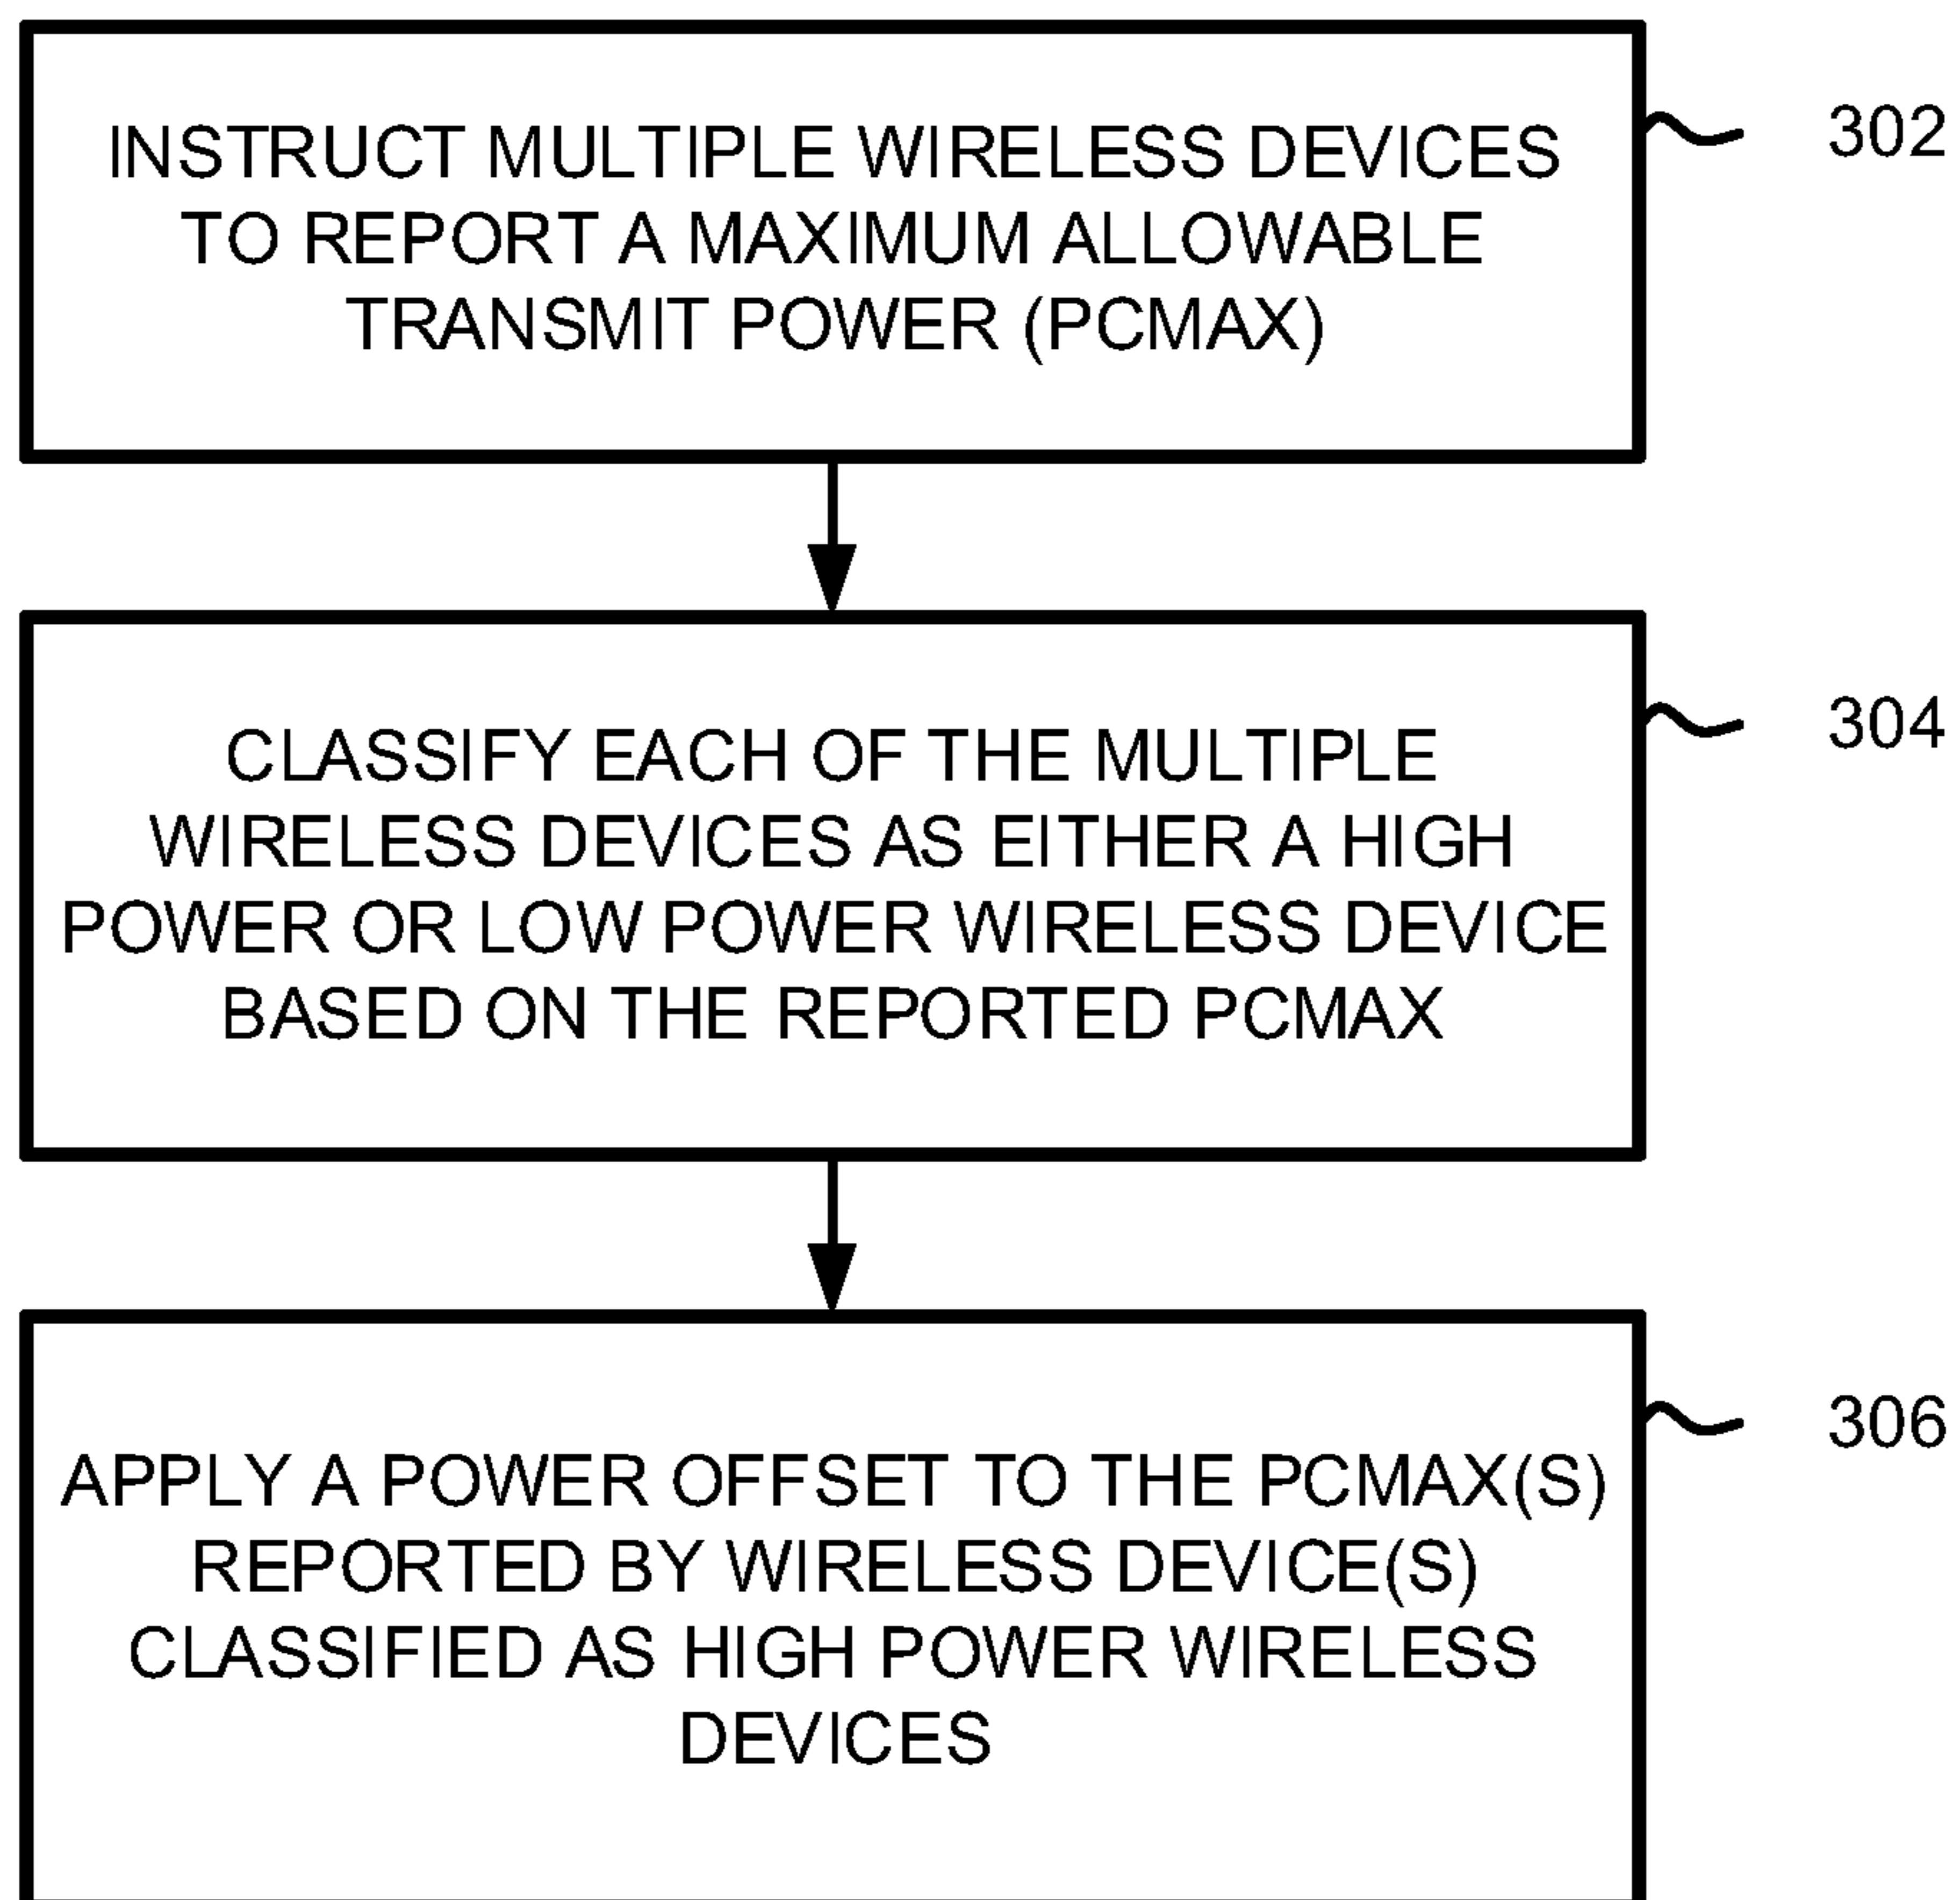 INSTRUCT MULTIPLE WIRELESS DEVICES
TO REPORT A MAXIMUM ALLOWABLE
TRANSMIT POWER (PCMAX)
302
CLASSIFY EACH OF THE MULTIPLE
WIRELESS DEVICES AS EITHER A HIGH
POWER OR LOW POWER WIRELESS DEVICE
BASED ON THE REPORTED PCMAX
304
APPLY A POWER OFFSET TO THE PCMAX(S)
REPORTED BY WIRELESS DEVICE(S)
CLASSIFIED AS HIGH POWER WIRELESS
DEVICES
306